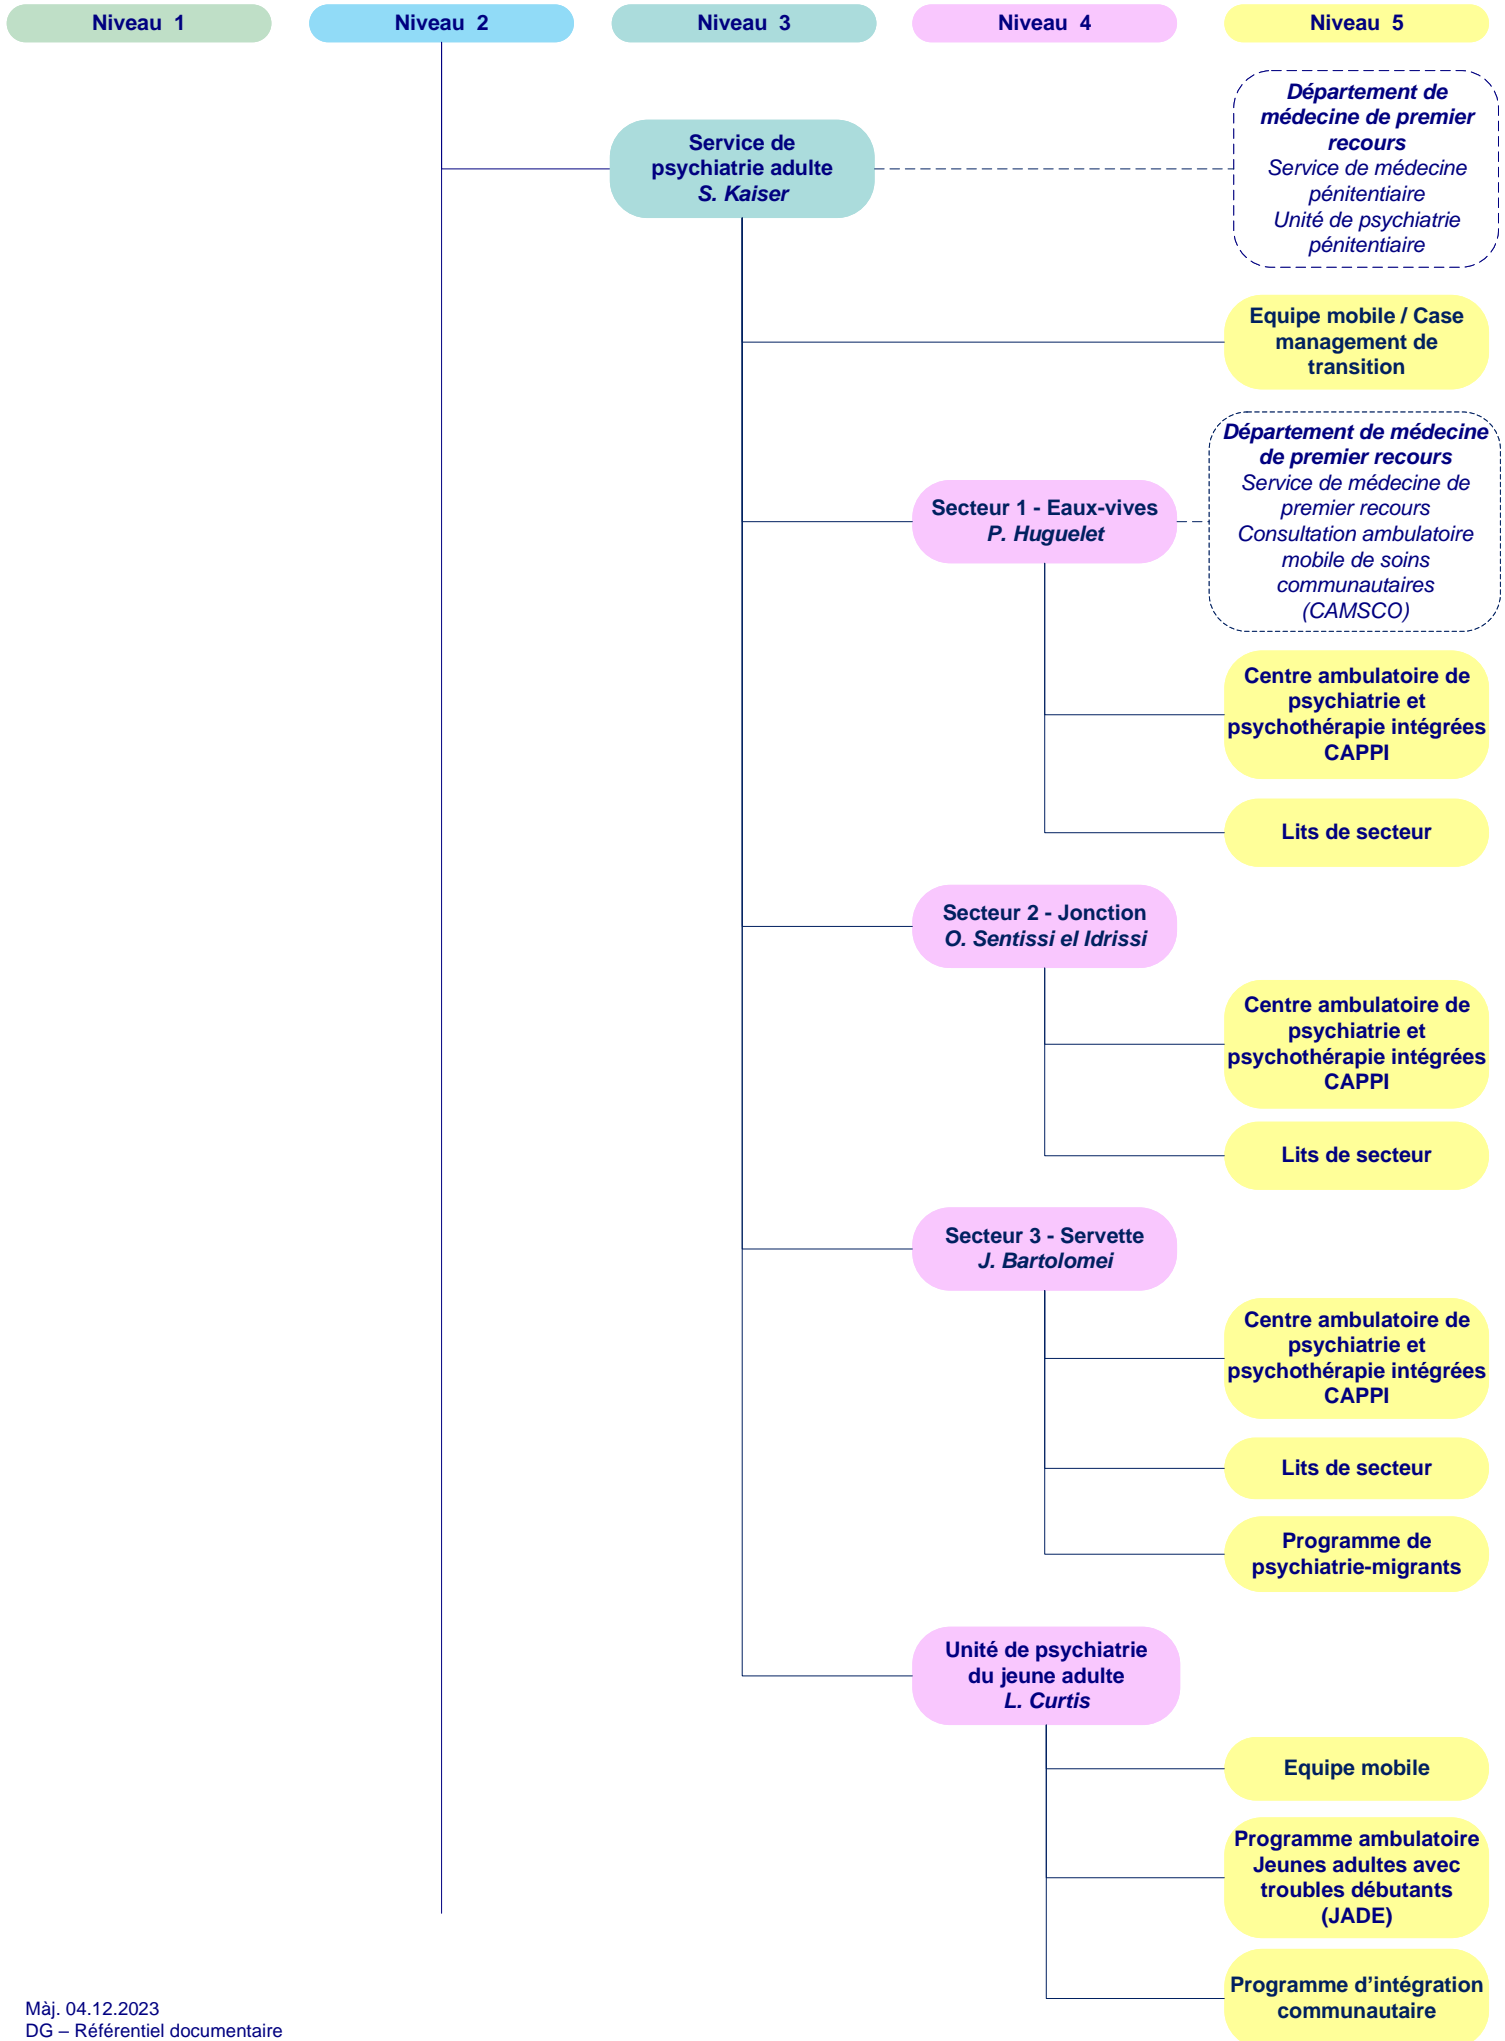 Niveau 1
Niveau 2
Niveau 3
Niveau 4
Niveau 5
Département de
médecine de premier
recours
Service de médecine
pénitentiaire
Unité de psychiatrie
pénitentiaire
Service de
psychiatrie adulte
S. Kaiser
Equipe mobile / Case
management de
transition
Département de médecine
de premier recours
Service de médecine de
premier recours
Consultation ambulatoire
mobile de soins
communautaires
(CAMSCO)
Secteur 1 - Eaux-vives
P. Huguelet
Centre ambulatoire de
psychiatrie et
psychothérapie intégrées
CAPPI
Lits de secteur
Secteur 2 - Jonction
O. Sentissi el Idrissi
Centre ambulatoire de
psychiatrie et
psychothérapie intégrées
CAPPI
Lits de secteur
Secteur 3 - Servette
J. Bartolomei
Centre ambulatoire de
psychiatrie et
psychothérapie intégrées
CAPPI
Lits de secteur
Programme de
psychiatrie-migrants
Unité de psychiatrie
du jeune adulte
L. Curtis
Equipe mobile
Programme ambulatoire
Jeunes adultes avec
troubles débutants
(JADE)
Programme d’intégration
communautaire
Màj. 04.12.2023
DG – Référentiel documentaire